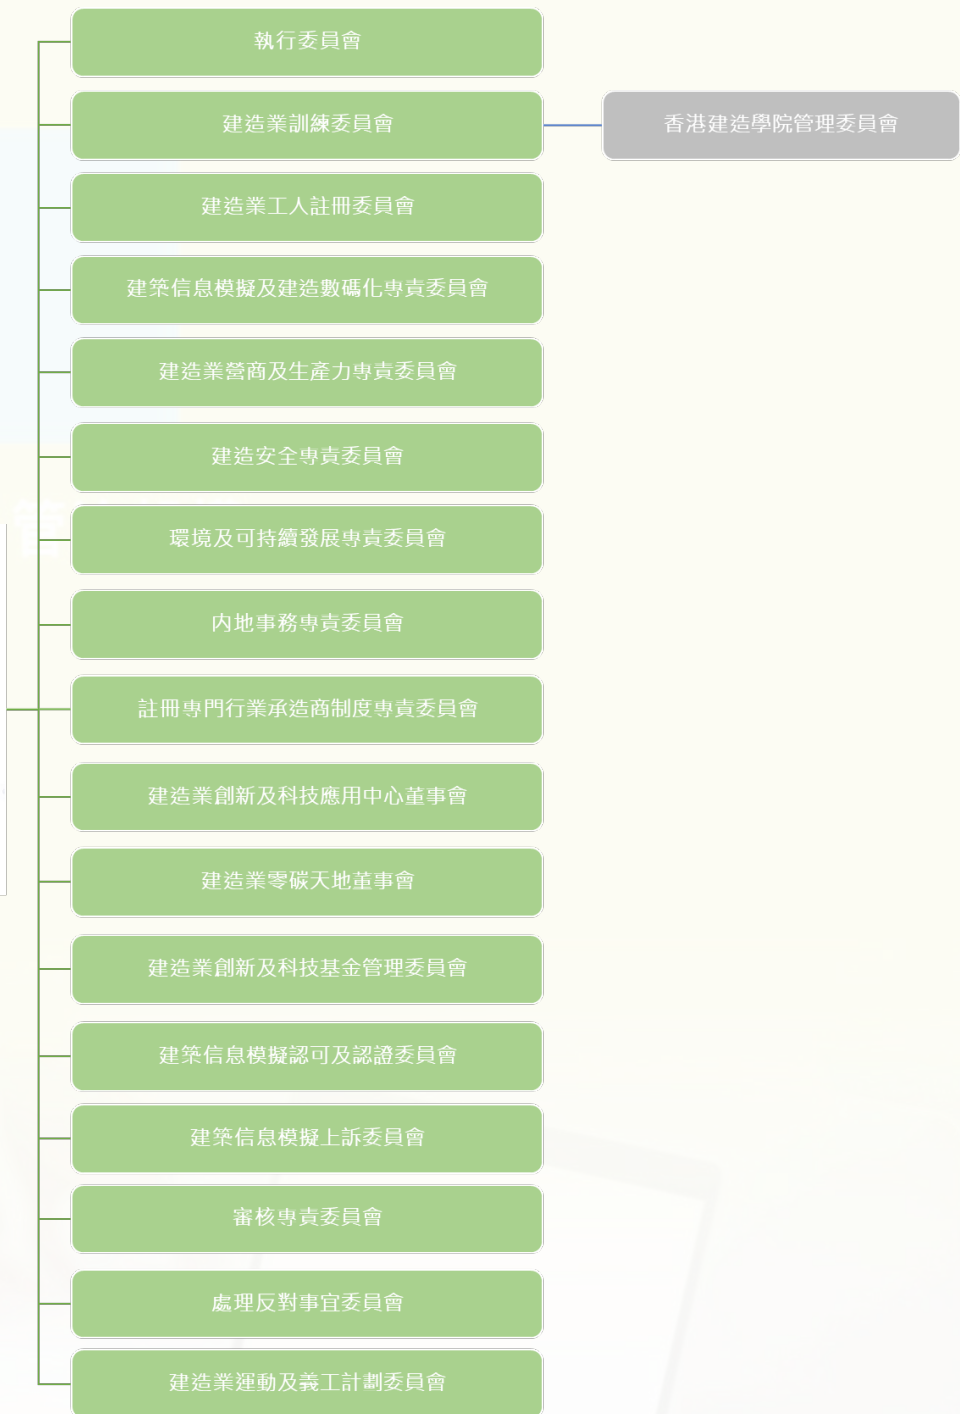 執行委員會
建造業訓練委員會
香港建造學院管理委員會
建造業工人註冊委員會
建築信息模擬及建造數碼化專責委員會
建造業營商及生產力專責委員會
建造安全專責委員會
管
環境及可持續發展專責委員會
內地事務專責委員會
註冊專門行業承造商制度專責委員會
建造業創新及科技應用中心董事會
建造業零碳天地董事會
建造業創新及科技基金管理委員會
建築信息模擬認可及認證委員會
建築信息模擬上訴委員會
審核專責委員會
處理反對事宜委員會
建造業運動及義工計劃委員會